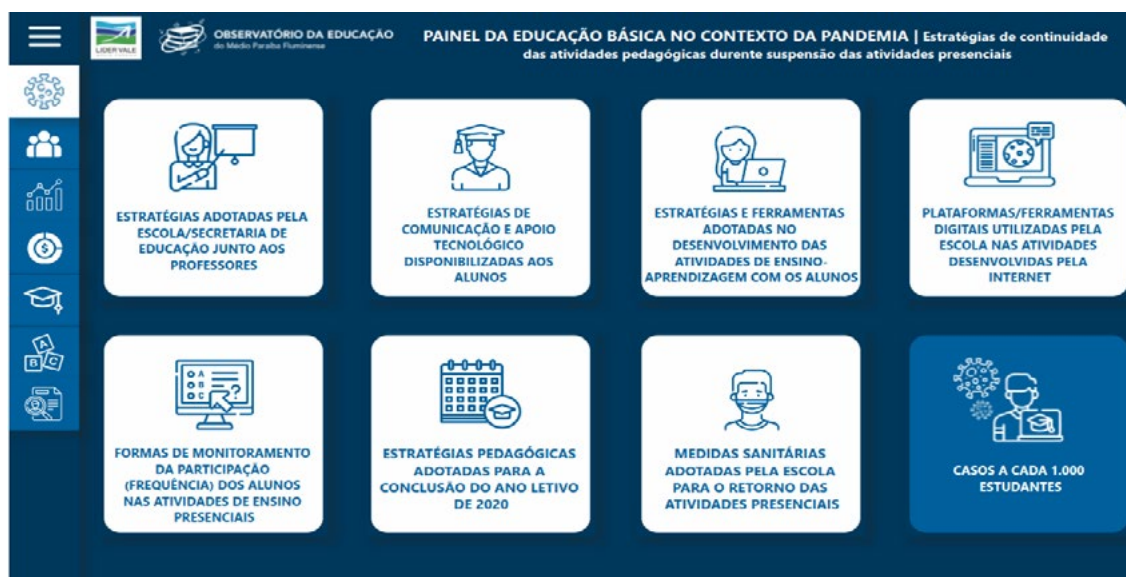 LIDER VALE
OBSERVATÓRIO DA EDUCAÇÃO
do Médio Paraíba Fluminense
PAINEL DA EDUCAÇÃO BÁSICA NO CONTEXTO DA PANDEMIA | Estratégias de continuidade
das atividades pedagógicas durente suspensão das atividades presenciais
ESTRATÉGIAS ADOTADAS PELA
ESCOLA/SECRETARIA DE
EDUCAÇÃO JUNTO AOS
PROFESSORES
ESTRATÉGIAS DE
COMUNICAÇÃO E APOIO
TECNOLÓGICO
DISPONIBILIZADAS AOS
ALUNOS
ESTRATÉGIAS E FERRAMENTAS
ADOTADAS NO
DESENVOLVIMENTO DAS
ATIVIDADES DE ENSINO-
APRENDIZAGEM COM OS ALUNOS
PLATAFORMAS/FERRAMENTAS
DIGITAIS UTILIZADAS PELA
ESCOLA NAS ATIVIDADES
DESENVOLVIDAS PELA
INTERNET
A
B C
A
B
C
?
FORMAS DE MONITORAMENTO
DA PARTICIPAÇÃO
(FREQUÊNCIA) DOS ALUNOS
NAS ATIVIDADES DE ENSINO
PRESENCIAIS
ESTRATÉGIAS PEDAGÓGICAS
ADOTADAS PARA A
CONCLUSÃO DO ANO LETIVO
DE 2020
MEDIDAS SANITÁRIAS
ADOTADAS PELA ESCOLA
PARA O RETORNO DAS
ATIVIDADES PRESENCIAIS
CASOS A CADA 1.000
ESTUDANTES